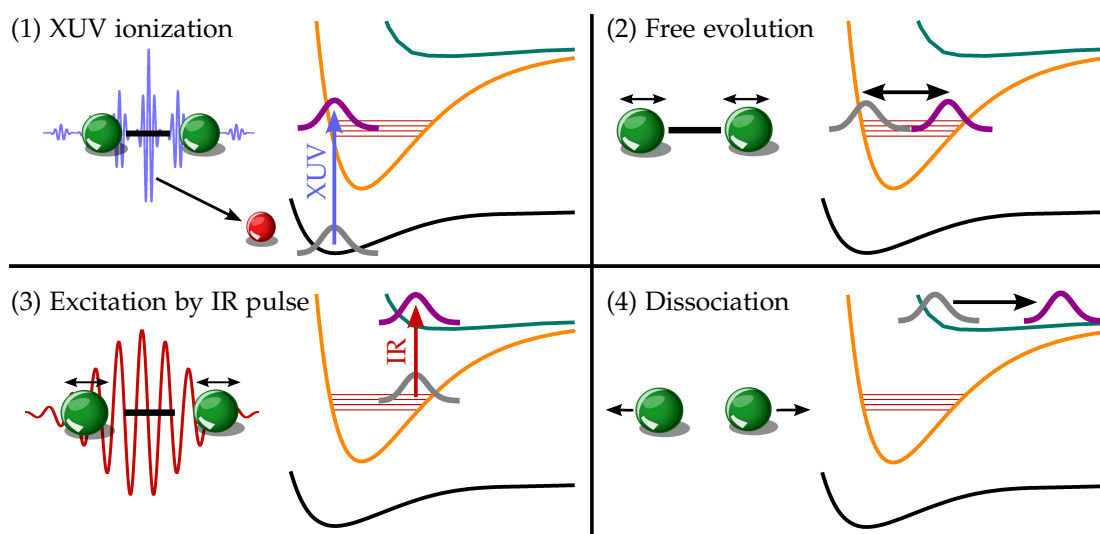 (1) XUV ionization
XUV
(2) Free evolution
(3) Excitation by IR pulse
IR
(4) Dissociation